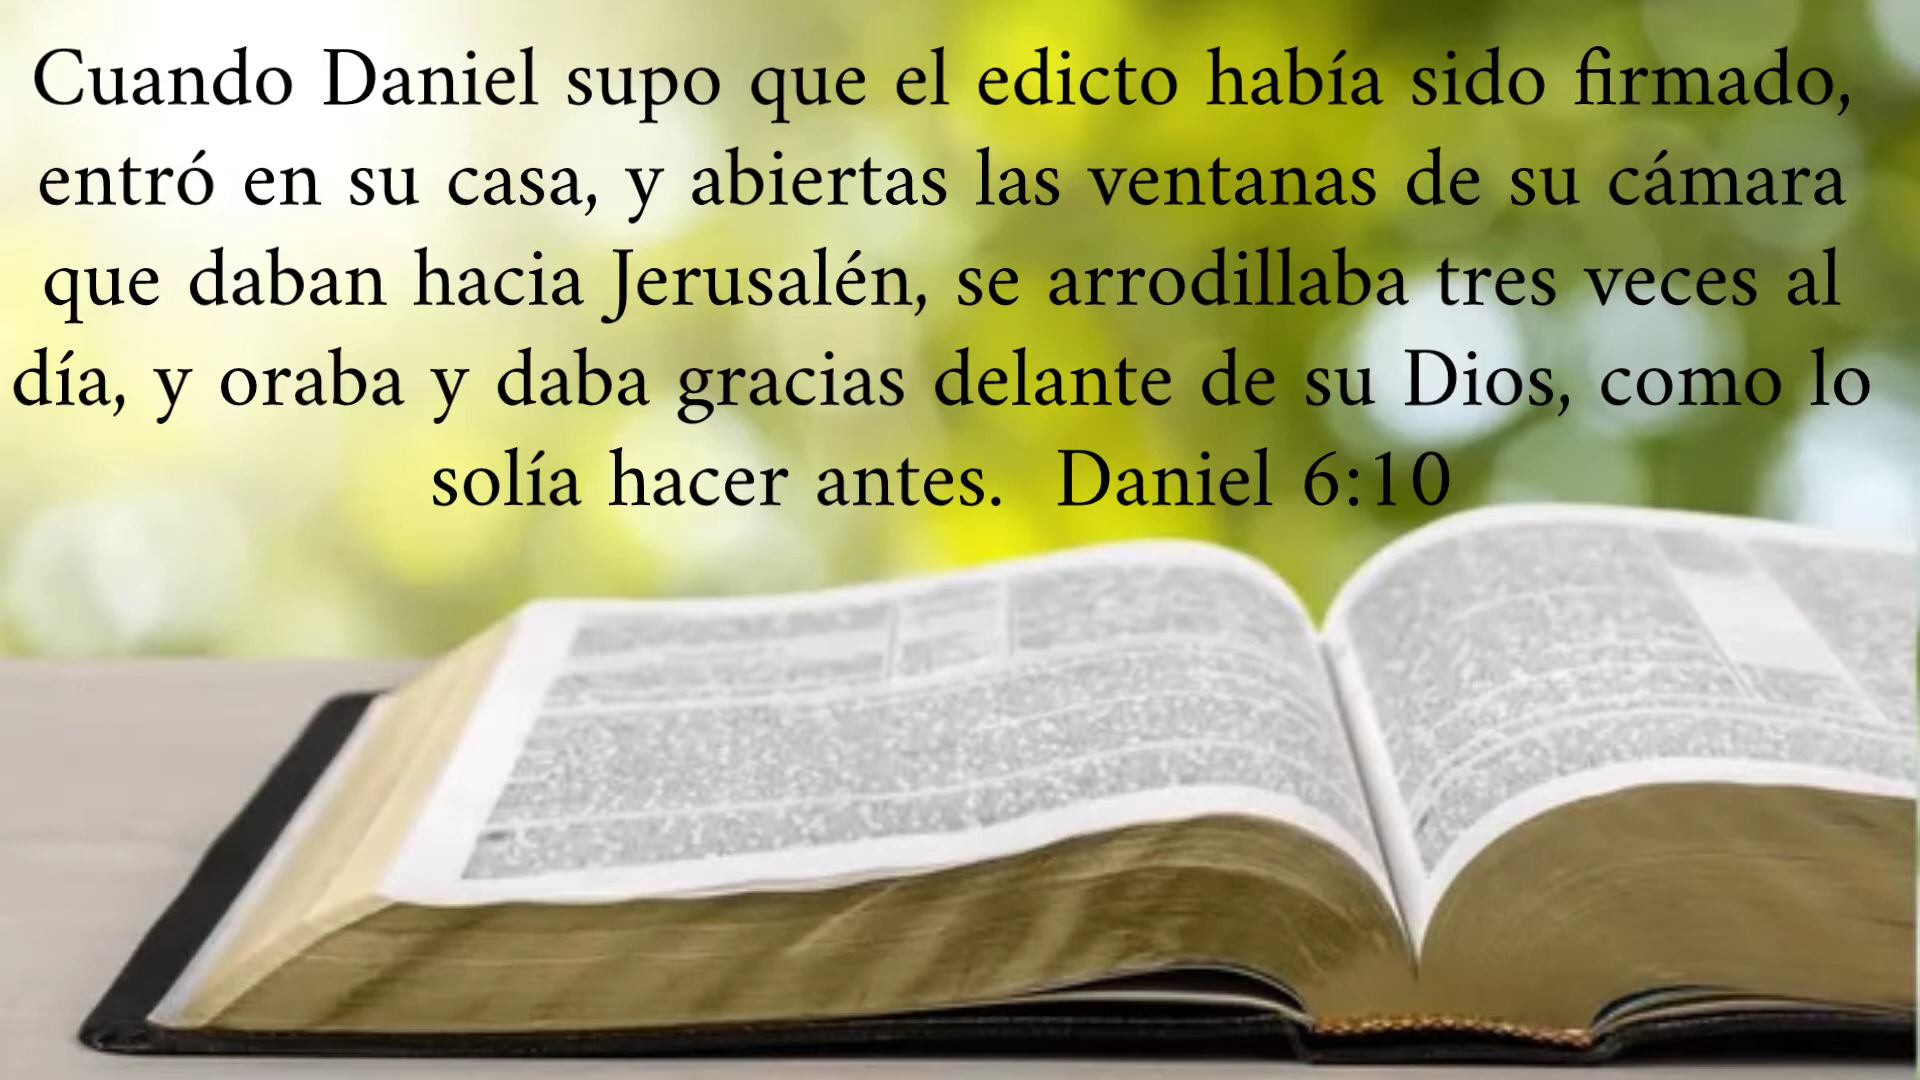 Cuando Daniel supo que el edicto había sido firmado,
entró en su casa, y abiertas las ventanas de su cámara
que daban hacia Jerusalén, se arrodillaba tres veces al
día, y oraba y daba gracias delante de su Dios, como lo
solía hacer antes.  Daniel 6:10